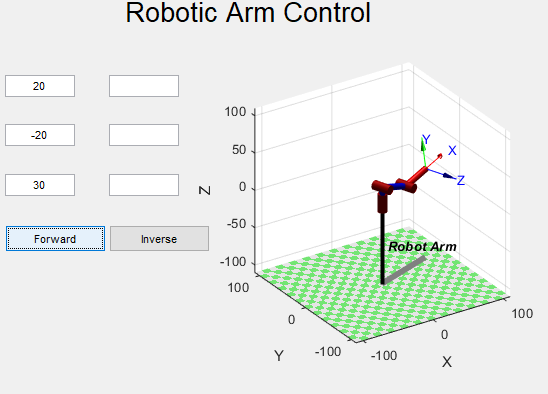 Robotic Arm Control
20
-20
30
Forward
Inverse
100
50
0
-50
-100
Z
Y
X
Z
Robot Arm
100
0
-100
Y
-100
0
100
X